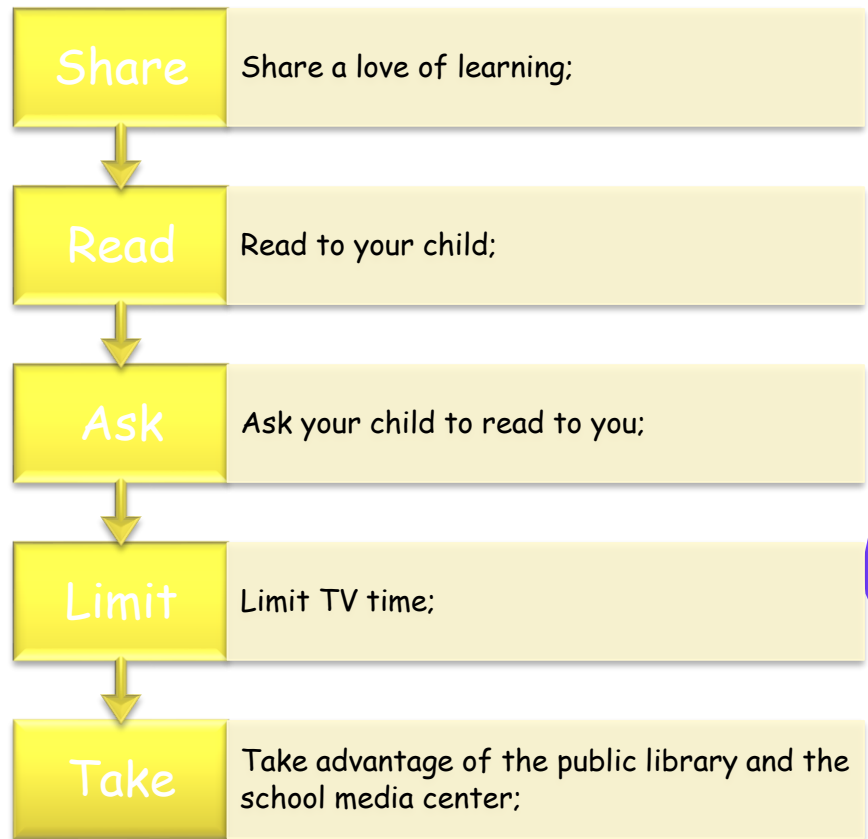 Share
Share a love of learning;
Read
Read to your child;
Ask
Ask your child to read to you;
Limit
Limit TV time;
Take
Take advantage of the public library and the
school media center;